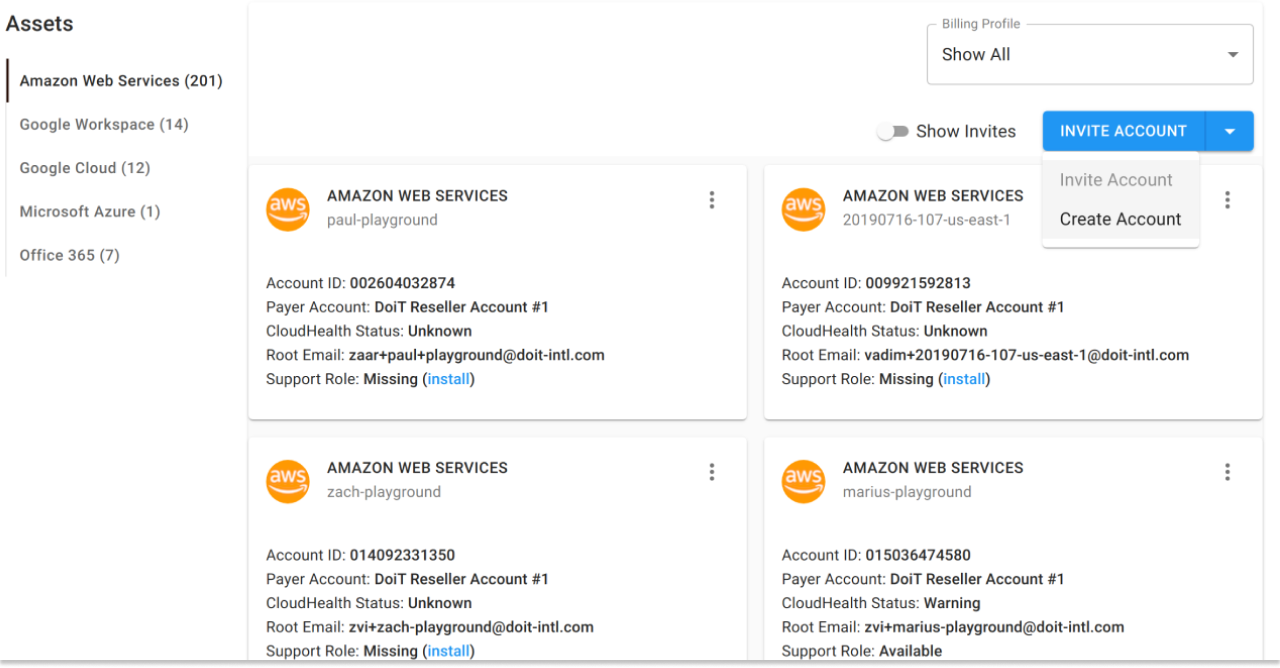 Assets
Amazon Web Services (201)
Google Workspace (14)
Google Cloud (12)
Microsoft Azure (1)
Office 365 (7)
Billing Profile
Show All
Show Invites
INVITE ACCOUNT
Invite Account
Create Account
aws
AMAZON WEB SERVICES
paul-playground
Account ID: 002604032874
Payer Account: DoiT Reseller Account #1
CloudHealth Status: Unknown
Root Email: zaar+paul+playground@doit-intl.com
Support Role: Missing (install)
aws
AMAZON WEB SERVICES
20190716-107-us-east-1
Account ID: 009921592813
Payer Account: DoiT Reseller Account #1
CloudHealth Status: Unknown
Root Email: vadim+20190716-107-us-east-1@doit-intl.com
Support Role: Missing (install)
aws
AMAZON WEB SERVICES
zach-playground
Account ID: 014092331350
Payer Account: DoiT Reseller Account #1
CloudHealth Status: Unknown
Root Email: zvi+zach-playground@doit-intl.com
Support Role: Missing (install)
aws
AMAZON WEB SERVICES
marius-playground
Account ID: 015036474580
Payer Account: DoiT Reseller Account #1
CloudHealth Status: Warning
Root Email: zvi+marius-playground@doit-intl.com
Support Role: Available